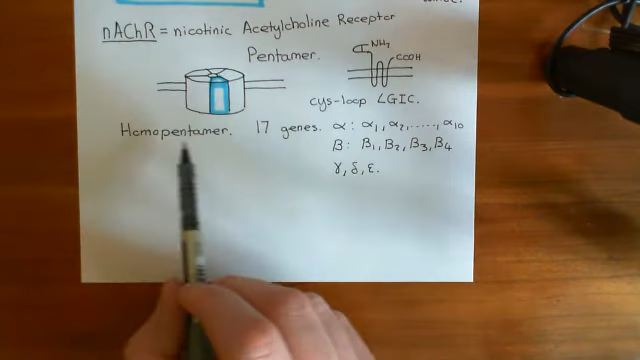 nAChR = nicotinic Acetylcholine Receptor
Pentamer.
NH₂
COOH
cys-loop LGIC.
Homopentamer. 17 genes. α: α₁, α₂, ....., α₁₀
β: β₁, β₂, β₃, β₄
γ, δ, ε.